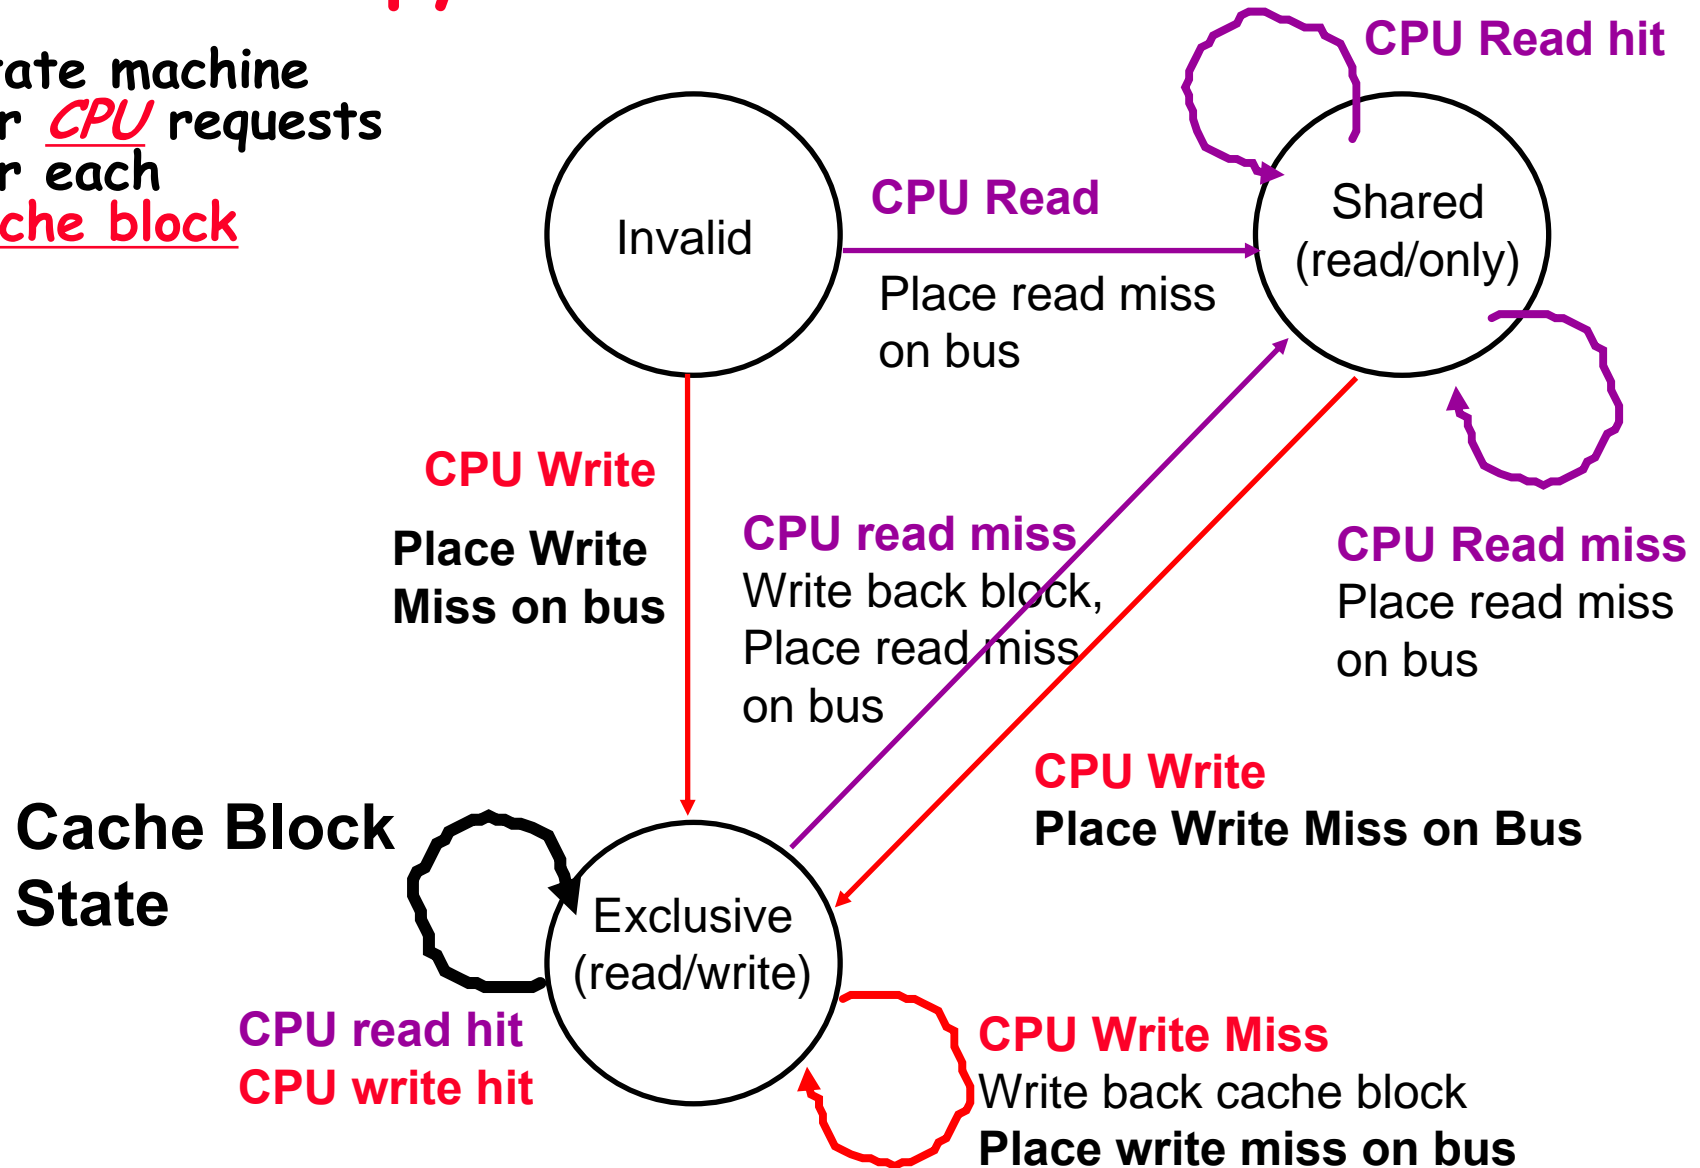 tate machine
r CPU requests
r each
che block
CPU Read hit
Invalid
CPU Read
Shared
(read/only)
Place read miss
on bus
CPU Write
Place Write
Miss on bus
CPU read miss
Write back block,
Place read miss
on bus
CPU Read miss
Place read miss
on bus
CPU Write
Place Write Miss on Bus
Cache Block
State
Exclusive
(read/write)
CPU read hit
CPU write hit
CPU Write Miss
Write back cache block
Place write miss on bus